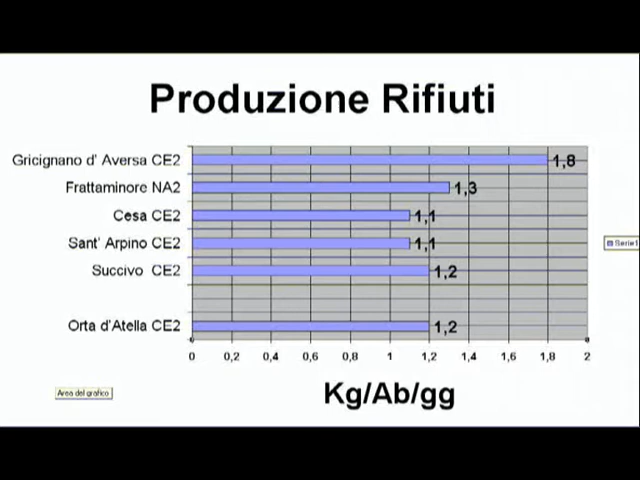 Produzione Rifiuti
Gricignano d' Aversa CE2
1,8
Frattaminore NA2
1,3
Cesa CE2
1,1
Sant' Arpino CE2
1,1
Serie1
Succivo CE2
1,2
Orta d'Atella CE2
1,2
0 0,2 0,4 0,6 0,8 1 1,2 1,4 1,6 1,8 2
Area del grafico
Kg/Ab/gg